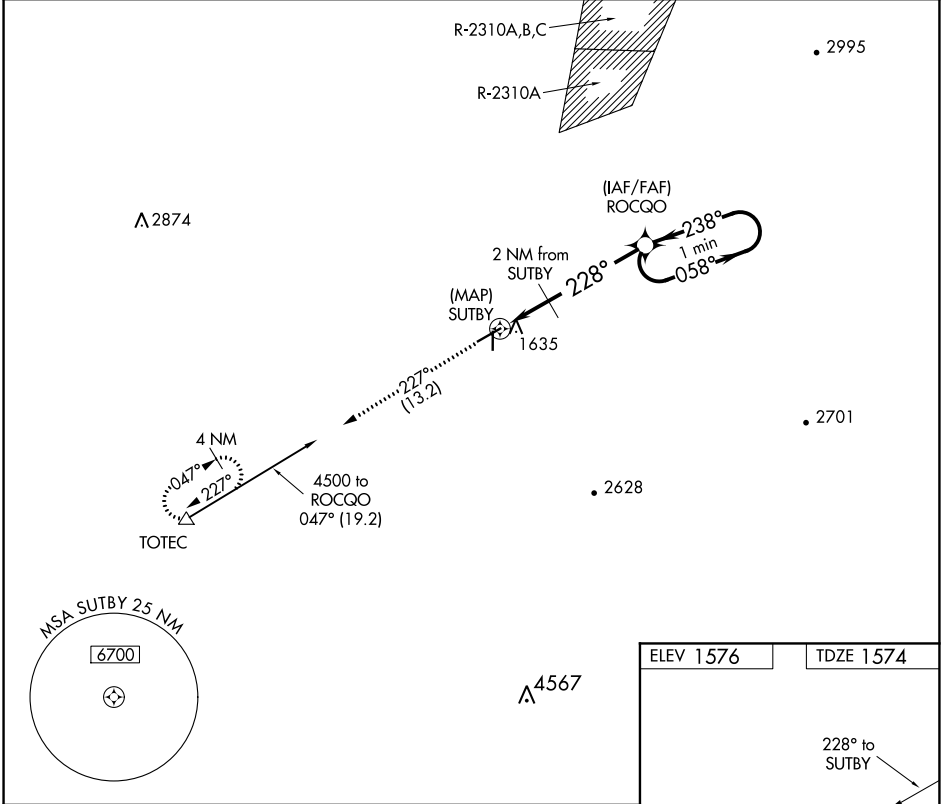 R-2310A,B,C
2995
R-2310A
(IAF/FAF)
ROCQO
2874
238°
1 min
058°
2 NM from
SUTBY
228°
(MAP)
SUTBY
1635
227°
(13.2)
2701
4 NM
047°
227°
4500 to
ROCQO
047° (19.2)
2628
TOTEC
MSA SUTBY 25 NM
6700
4567
ELEV 1576
TDZE 1574
228° to
SUTBY